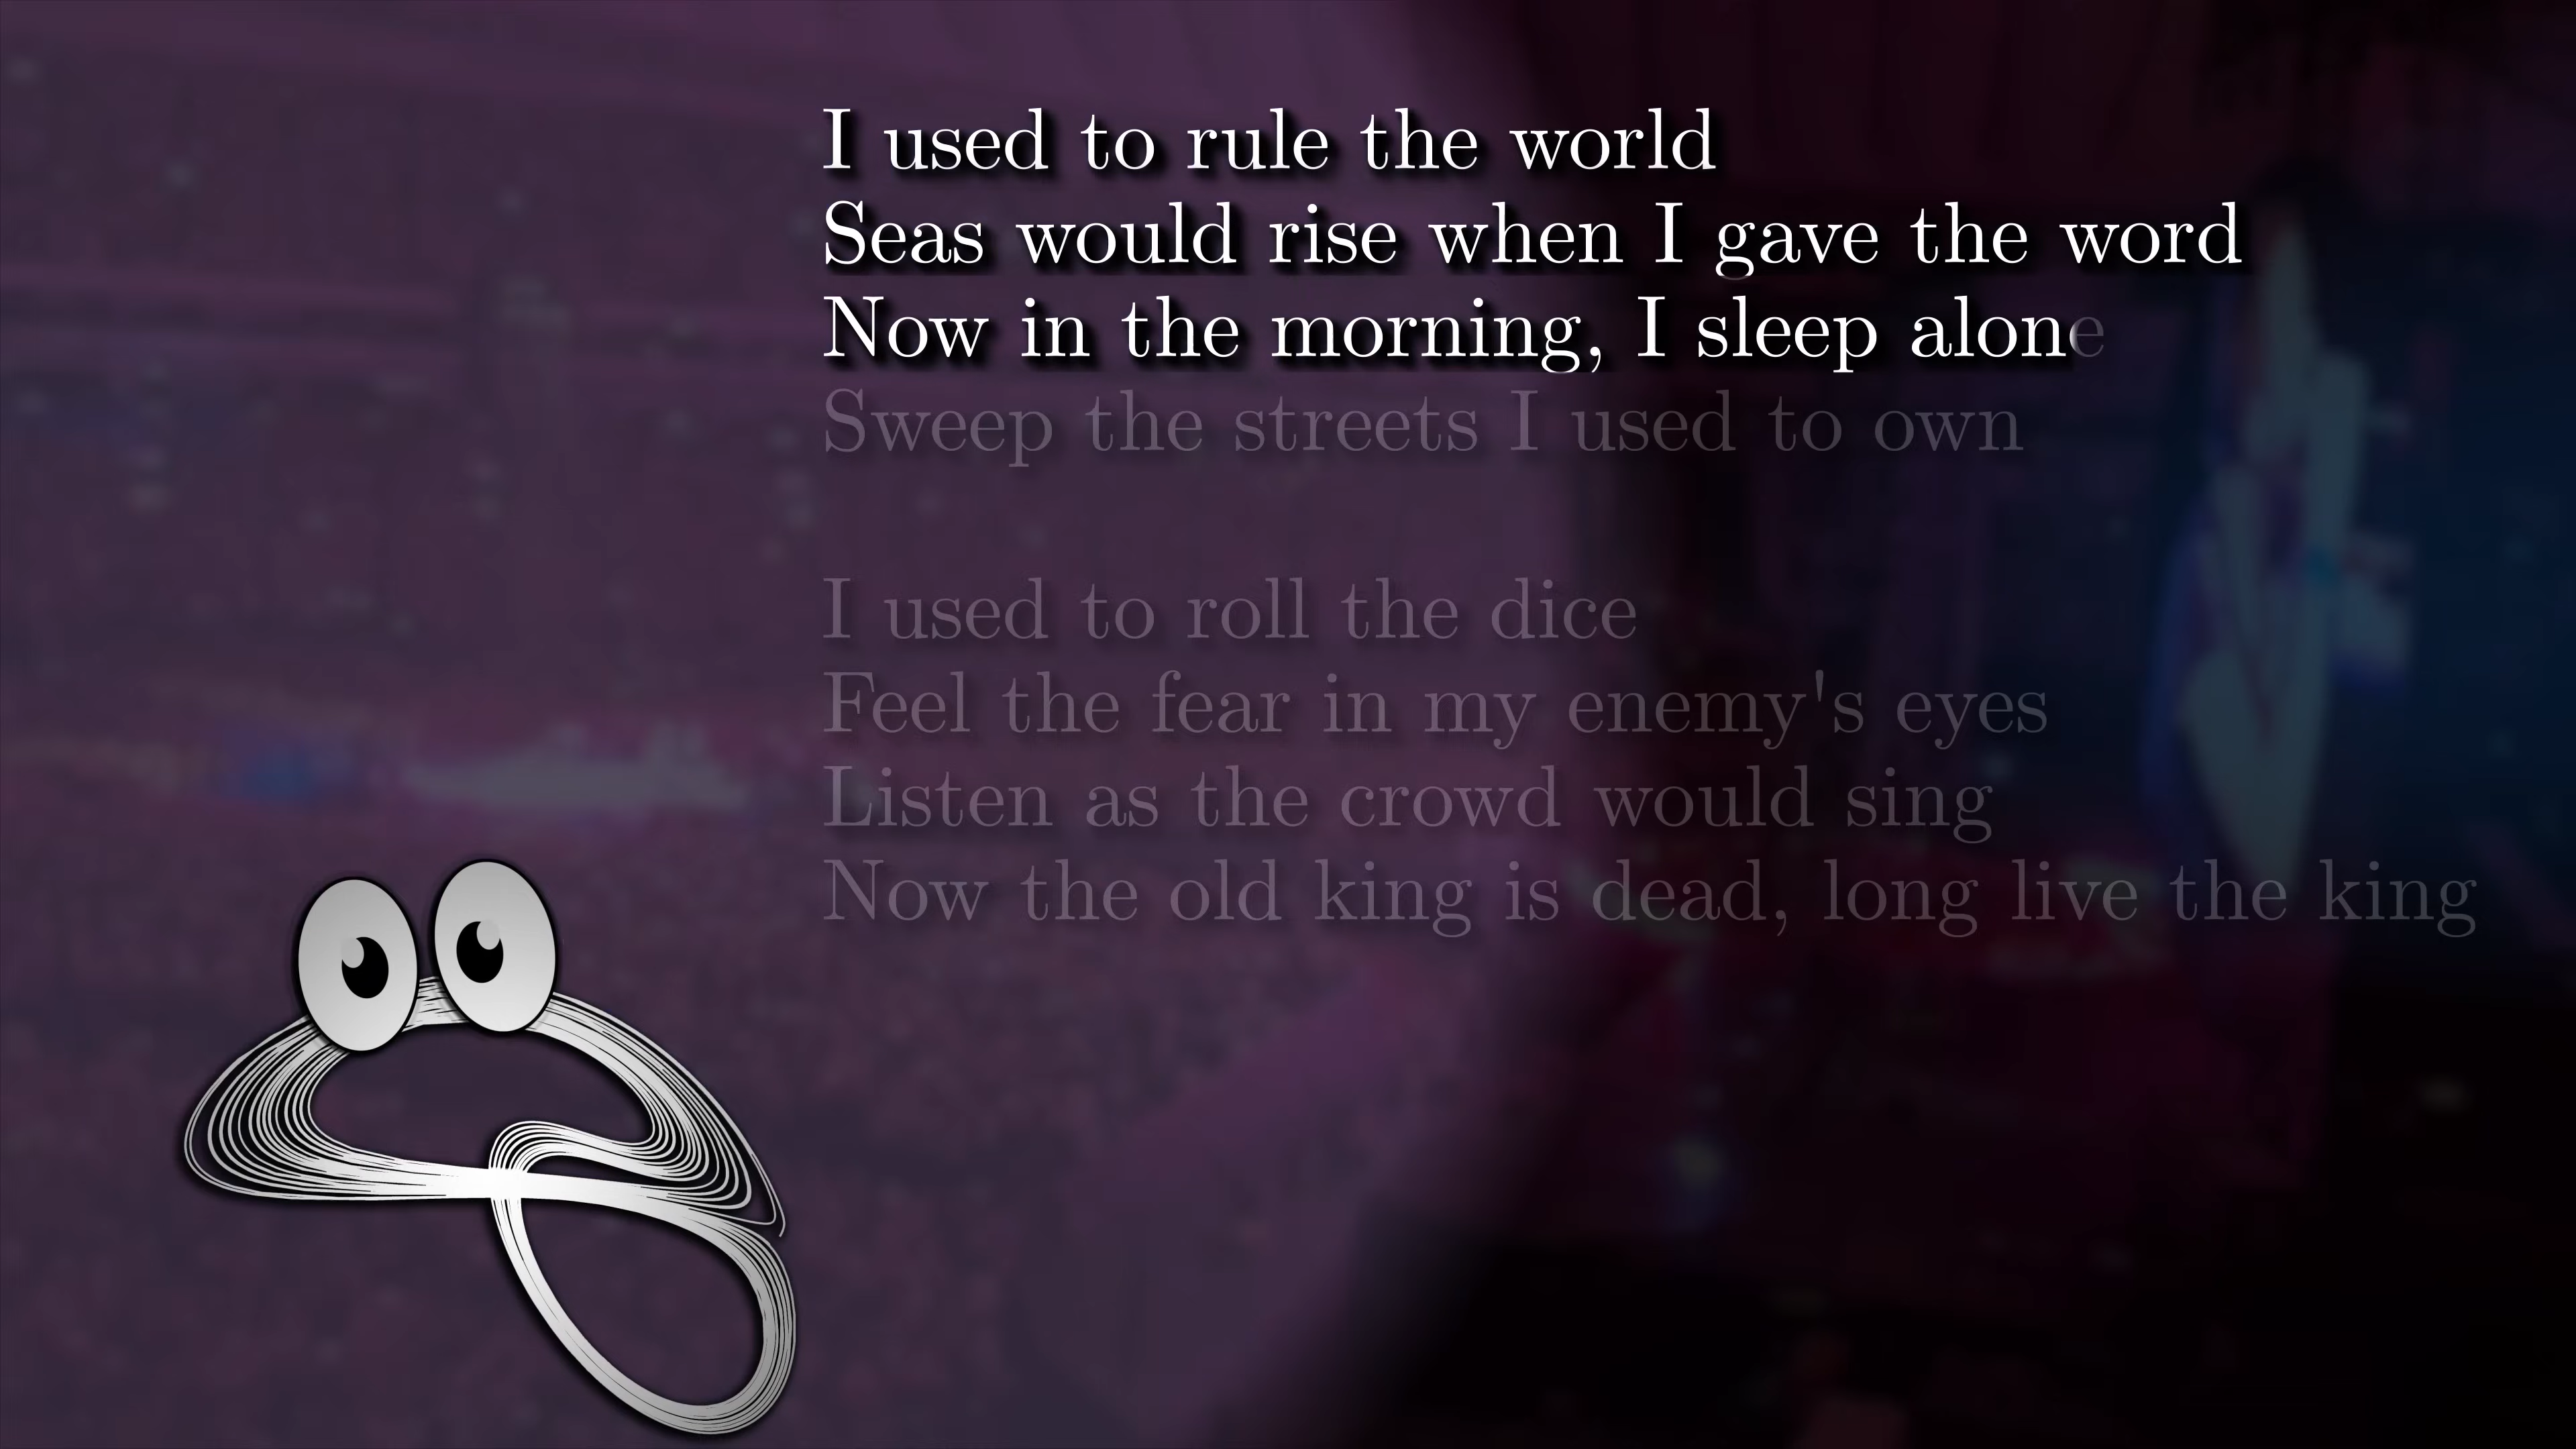 I used to rule the world
Seas would rise when I gave the word
Now in the morning, I sleep alone
Sweep the streets I used to own
I used to roll the dice
Feel the fear in my enemy's eyes
Listen as the crowd would sing
Now the old king is dead, long live the king